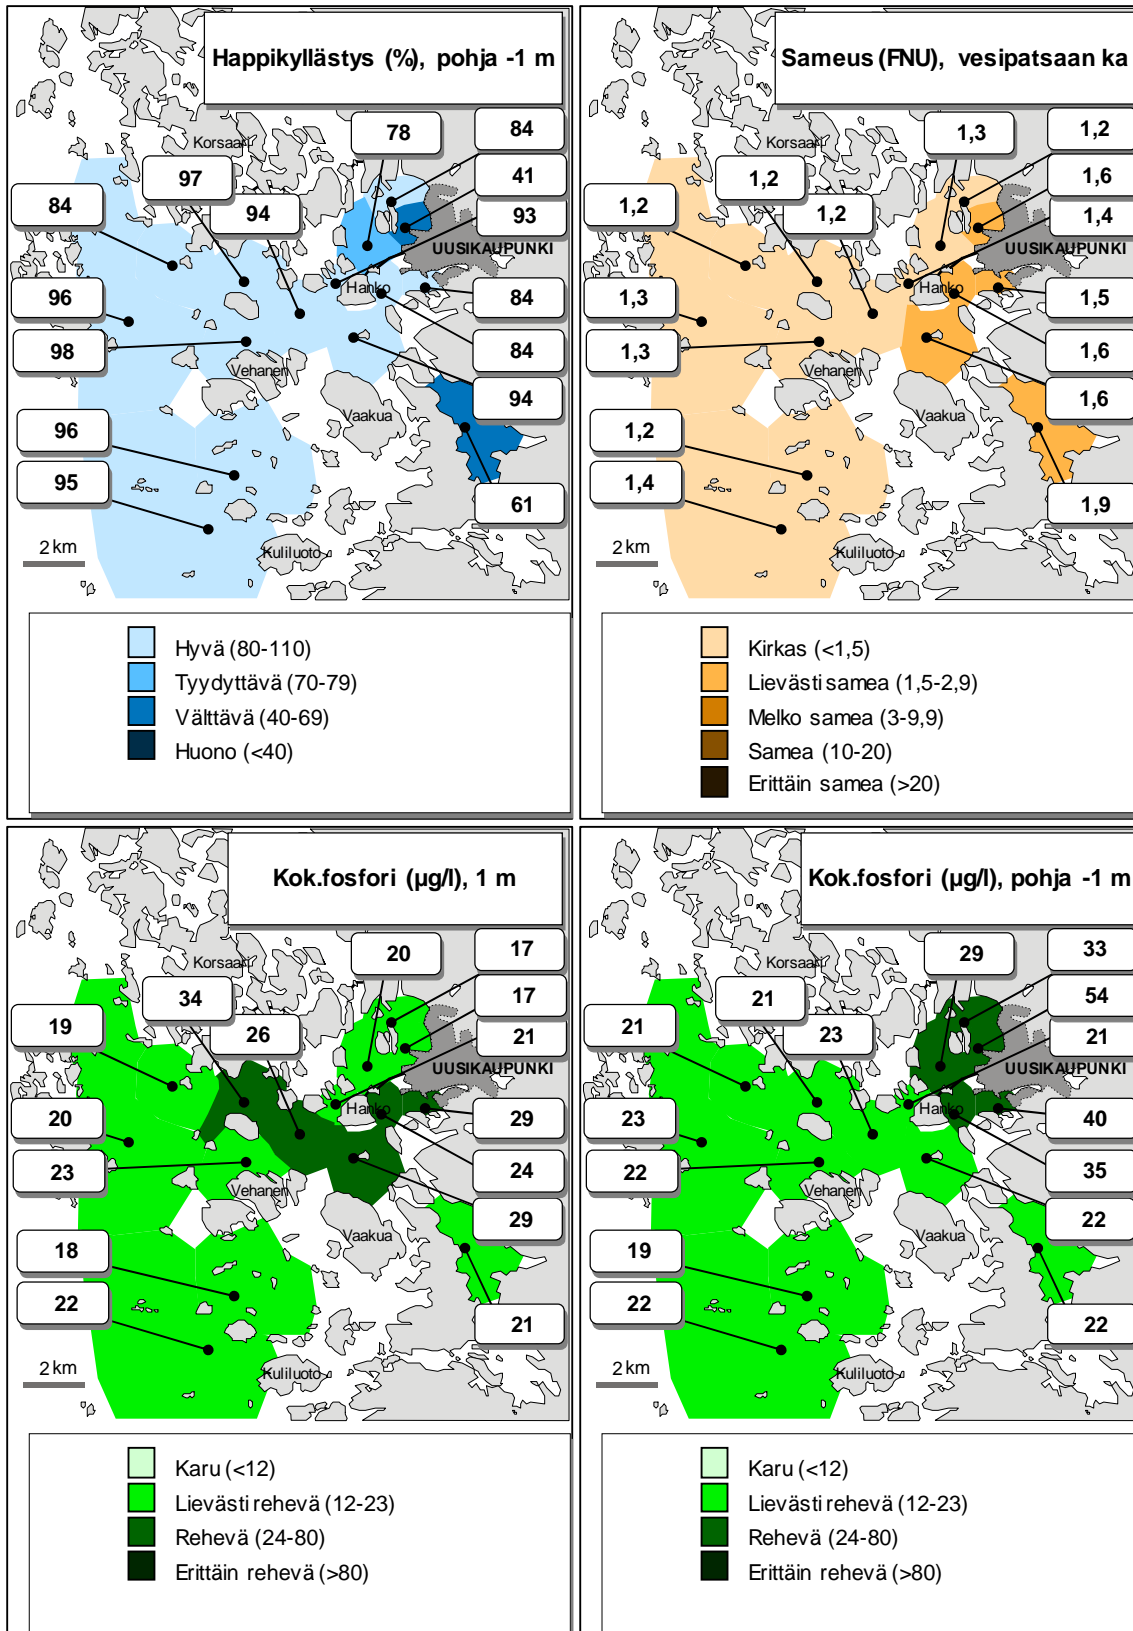 Happikyllästys (%), pohja -1 m
78
84
Korsaari
97
41
84
94
93
UUSIKAUPUNKI
96
Hanko
84
98
84
Vehanen
94
96
Vaakua
95
61
2 km
Kuliluoto
Hyvä (80-110)
Tyydyttävä (70-79)
Välttävä (40-69)
Huono (<40)
Sameus (FNU), vesipatsaan ka
1,3
1,2
Korsaari
1,2
1,6
1,2
1,2
1,4
UUSIKAUPUNKI
1,3
Hanko
1,5
1,3
1,6
Vehanen
1,6
1,2
Vaakua
1,4
1,9
2 km
Kuliluoto
Kirkas (<1,5)
Lievästi samea (1,5-2,9)
Melko samea (3-9,9)
Samea (10-20)
Erittäin samea (>20)
Kok.fosfori (µg/l), 1 m
20
17
Korsaari
34
17
19
26
21
UUSIKAUPUNKI
20
Hanko
29
23
24
Vehanen
29
18
Vaakua
22
21
2 km
Kuliluoto
Karu (<12)
Lievästi rehevä (12-23)
Rehevä (24-80)
Erittäin rehevä (>80)
Kok.fosfori (µg/l), pohja -1 m
29
33
Korsaari
21
54
21
23
21
UUSIKAUPUNKI
23
Hanko
40
22
35
Vehanen
22
19
Vaakua
22
22
2 km
Kuliluoto
Karu (<12)
Lievästi rehevä (12-23)
Rehevä (24-80)
Erittäin rehevä (>80)